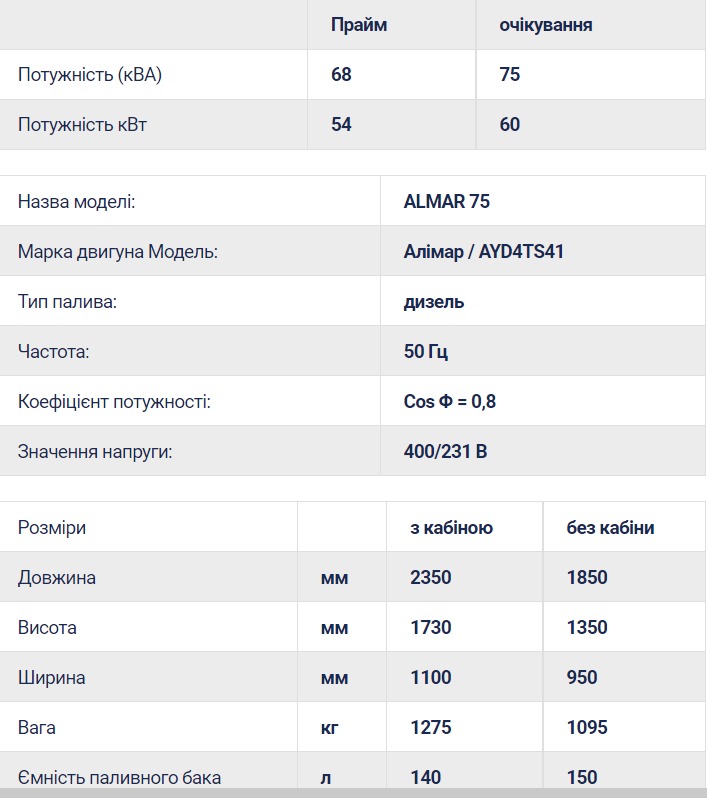 Прайм очікування
Потужність (кВА) 68 75
Потужність кВт 54 60
Назва моделі: ALMAR 75
Марка двигуна Модель: Алімар / AYD4TS41
Тип палива: дизель
Частота: 50 Гц
Коефіцієнт потужності: Cos Ф = 0,8
Значення напруги: 400/231 В
Розміри з кабіною без кабіни
Довжина мм 2350 1850
Висота мм 1730 1350
Ширина мм 1100 950
Вага кг 1275 1095
Ємність паливного бака л 140 150